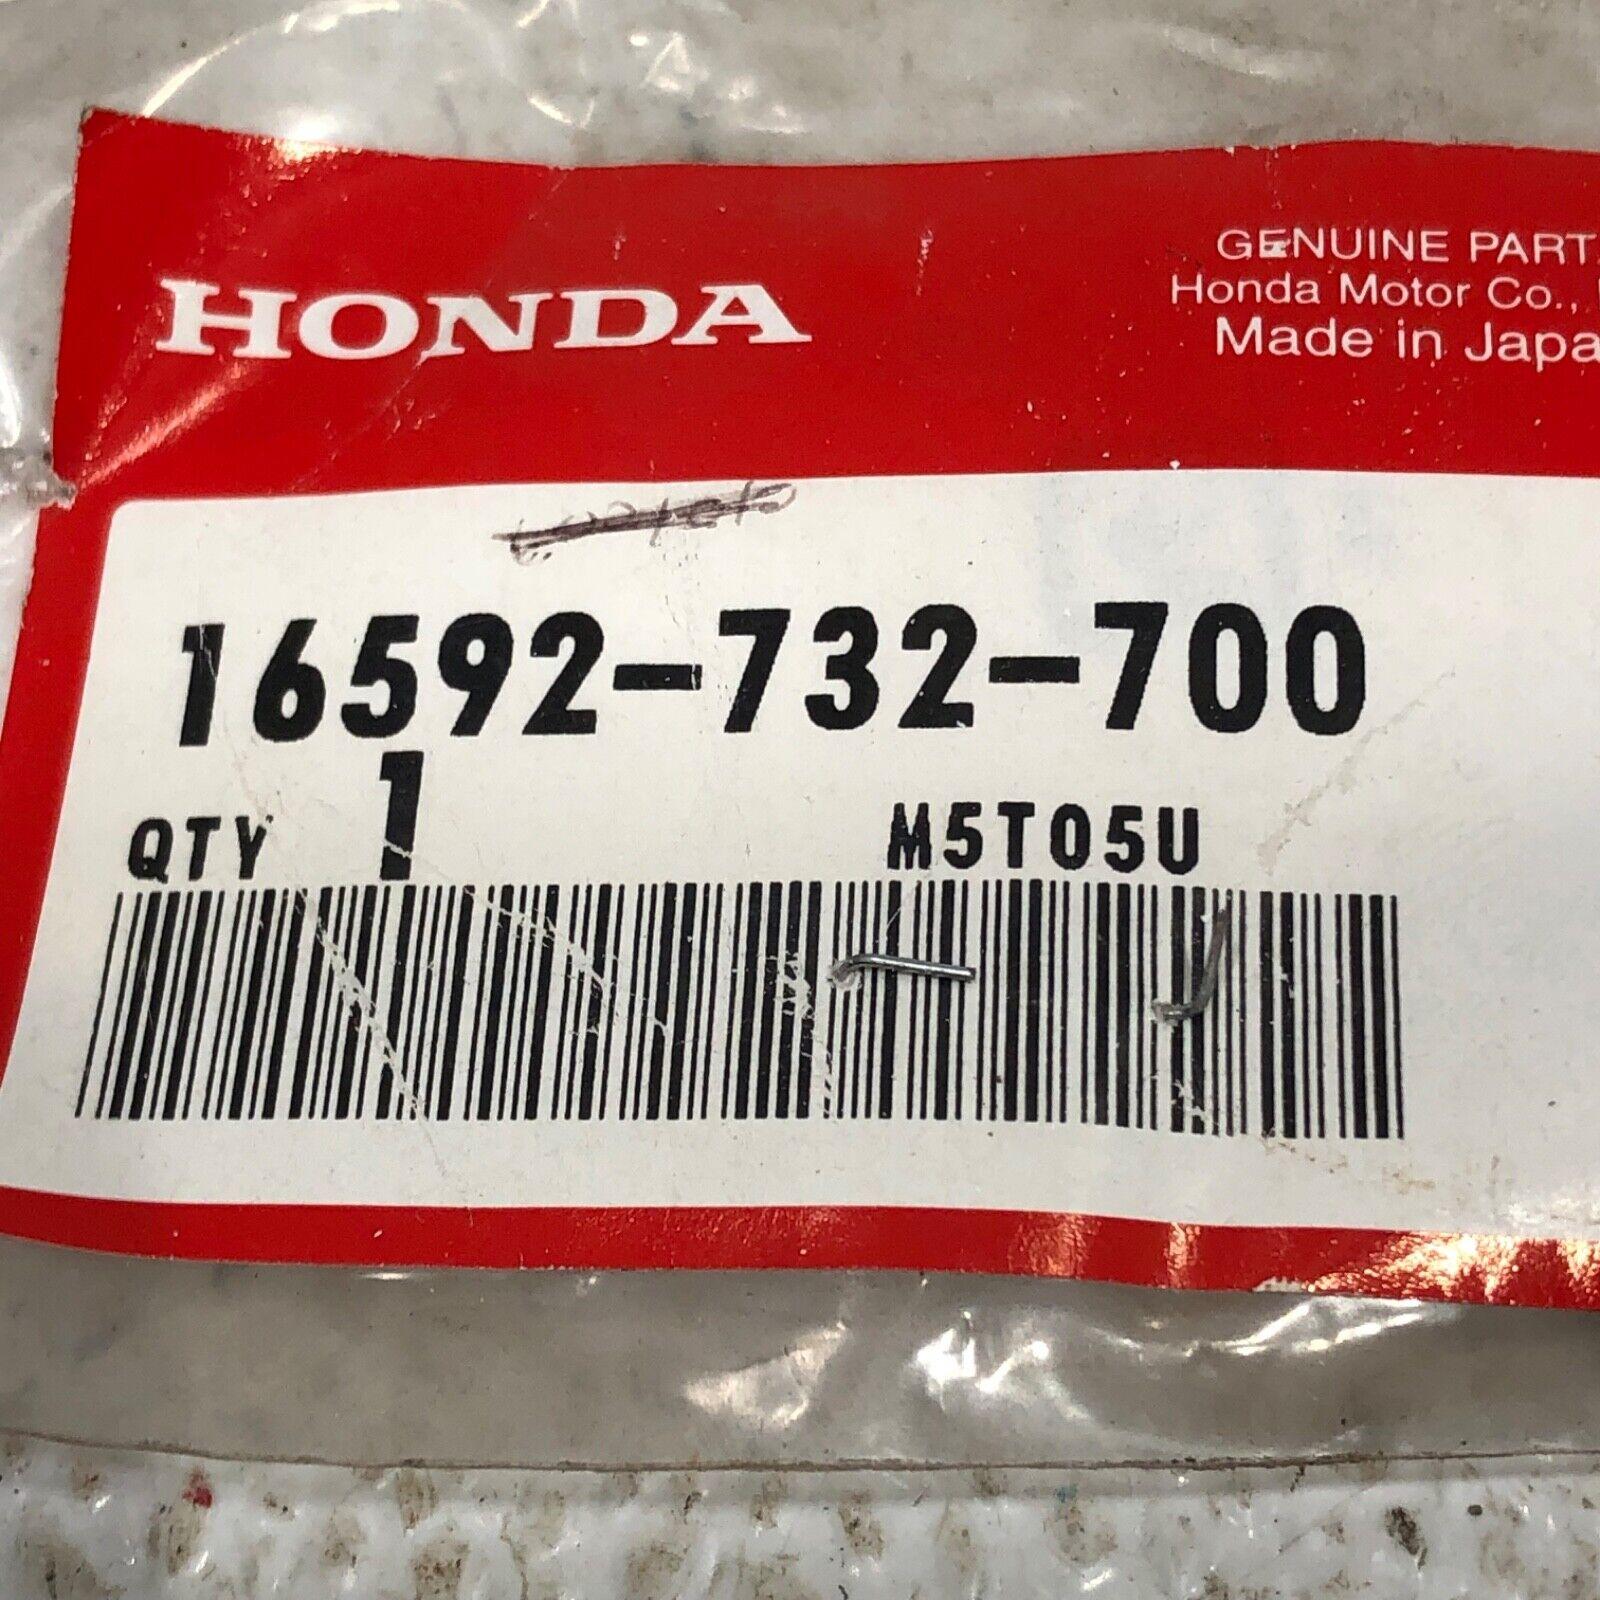 HONDA
GENUINE PART
Honda Motor Co.,
Made in Japa
16592-732-700
QTY 1 M5T05U